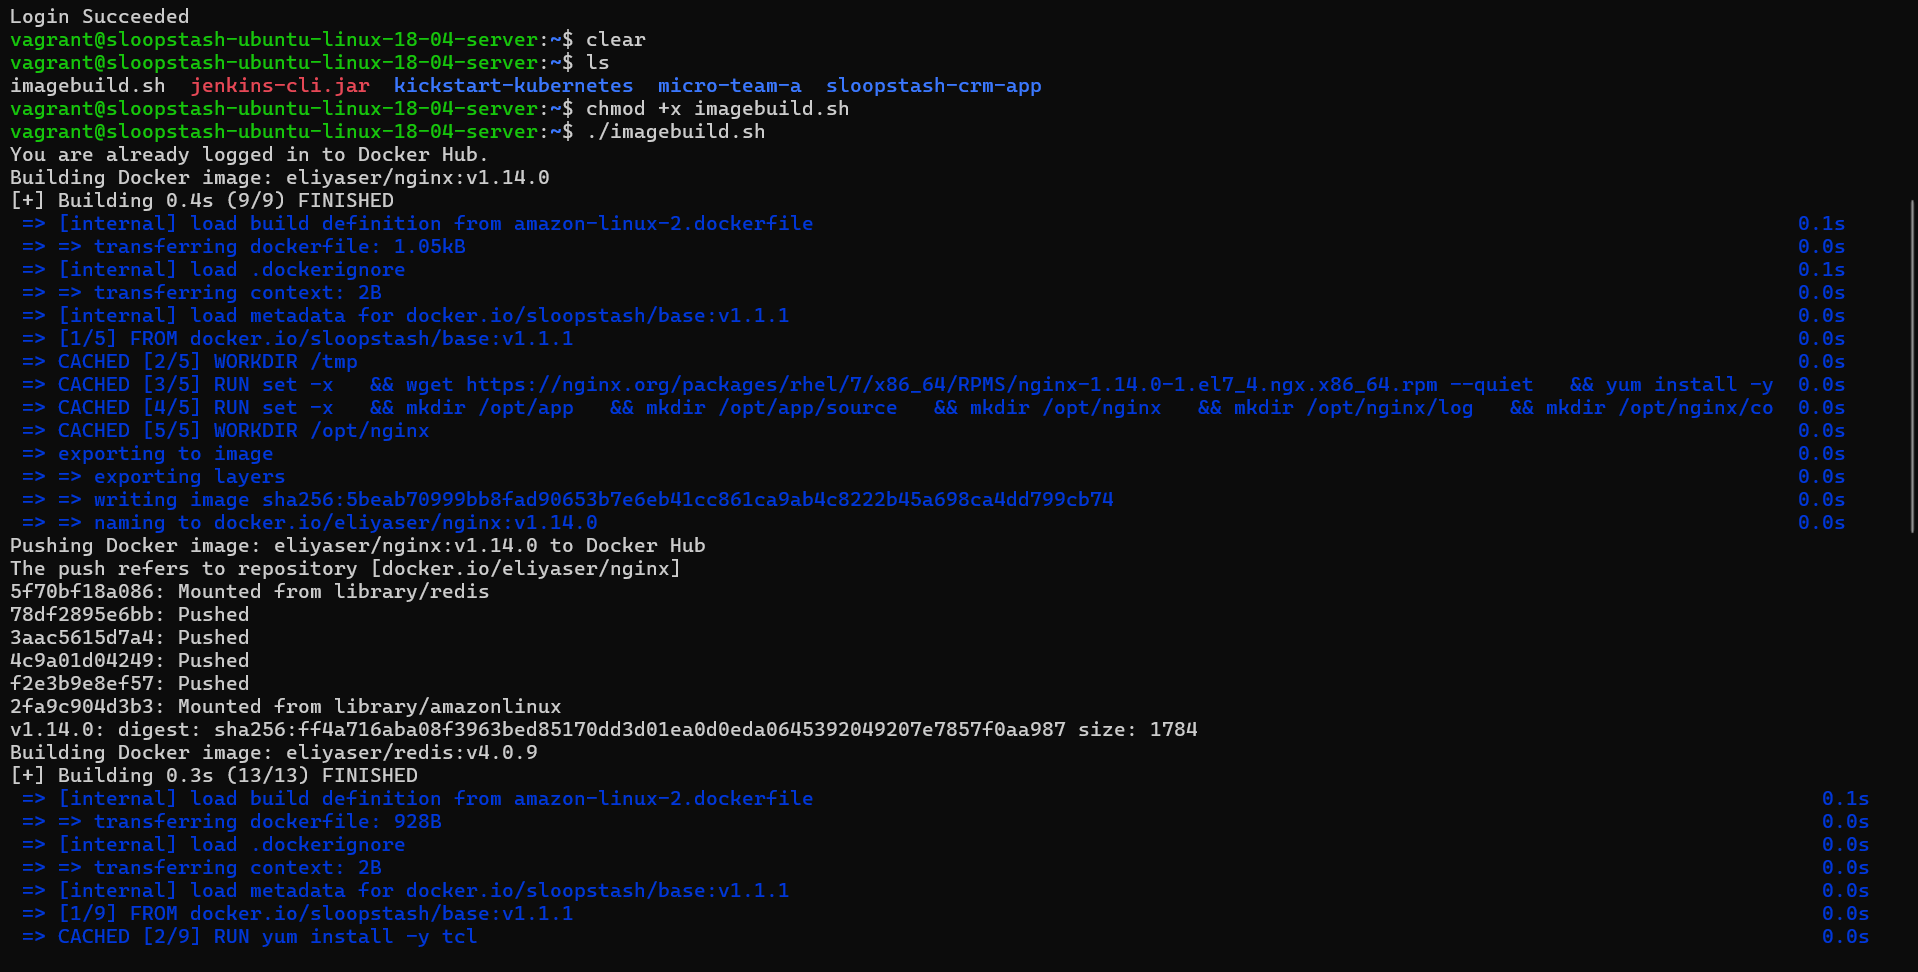 Login Succeeded
vagrant@sloopstash-ubuntu-linux-18-04-server:~$ clear
vagrant@sloopstash-ubuntu-linux-18-04-server:~$ ls
imagebuild.sh  jenkins-cli.jar  kickstart-kubernetes  micro-team-a  sloopstash-crm-app
vagrant@sloopstash-ubuntu-linux-18-04-server:~$ chmod +x imagebuild.sh
vagrant@sloopstash-ubuntu-linux-18-04-server:~$ ./imagebuild.sh
You are already logged in to Docker Hub.
Building Docker image: eliyaser/nginx:v1.14.0
[+] Building 0.4s (9/9) FINISHED
 => [internal] load build definition from amazon-linux-2.dockerfile 0.1s
 => => transferring dockerfile: 1.05kB 0.0s
 => [internal] load .dockerignore 0.1s
 => => transferring context: 2B 0.0s
 => [internal] load metadata for docker.io/sloopstash/base:v1.1.1 0.0s
 => [1/5] FROM docker.io/sloopstash/base:v1.1.1 0.0s
 => CACHED [2/5] WORKDIR /tmp 0.0s
 => CACHED [3/5] RUN set -x   && wget https://nginx.org/packages/rhel/7/x86_64/RPMS/nginx-1.14.0-1.el7_4.ngx.x86_64.rpm --quiet   && yum install -y 0.0s
 => CACHED [4/5] RUN set -x   && mkdir /opt/app   && mkdir /opt/app/source   && mkdir /opt/nginx   && mkdir /opt/nginx/log   && mkdir /opt/nginx/co 0.0s
 => CACHED [5/5] WORKDIR /opt/nginx 0.0s
 => exporting to image 0.0s
 => => exporting layers 0.0s
 => => writing image sha256:5beab70999bb8fad90653b7e6eb41cc861ca9ab4c8222b45a698ca4dd799cb74 0.0s
 => => naming to docker.io/eliyaser/nginx:v1.14.0 0.0s
Pushing Docker image: eliyaser/nginx:v1.14.0 to Docker Hub
The push refers to repository [docker.io/eliyaser/nginx]
5f70bf18a086: Mounted from library/redis
78df2895e6bb: Pushed
3aac5615d7a4: Pushed
4c9a01d04249: Pushed
f2e3b9e8ef57: Pushed
2fa9c904d3b3: Mounted from library/amazonlinux
v1.14.0: digest: sha256:ff4a716aba08f3963bed85170dd3d01ea0d0eda0645392049207e7857f0aa987 size: 1784
Building Docker image: eliyaser/redis:v4.0.9
[+] Building 0.3s (13/13) FINISHED
 => [internal] load build definition from amazon-linux-2.dockerfile 0.1s
 => => transferring dockerfile: 928B 0.0s
 => [internal] load .dockerignore 0.0s
 => => transferring context: 2B 0.0s
 => [internal] load metadata for docker.io/sloopstash/base:v1.1.1 0.0s
 => [1/9] FROM docker.io/sloopstash/base:v1.1.1 0.0s
 => CACHED [2/9] RUN yum install -y tcl 0.0s